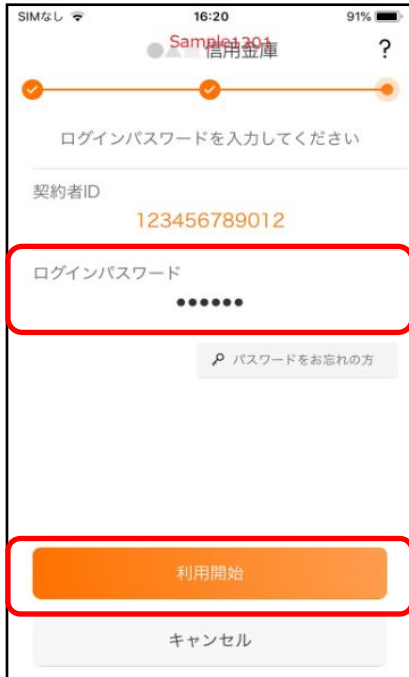 SIMなし 16:20 91%
Sample1201
●▲■信用金庫 ?
ログインパスワードを入力してください
契約者ID
123456789012
ログインパスワード
●●●●●●
パスワードをお忘れの方
利用開始
キャンセル